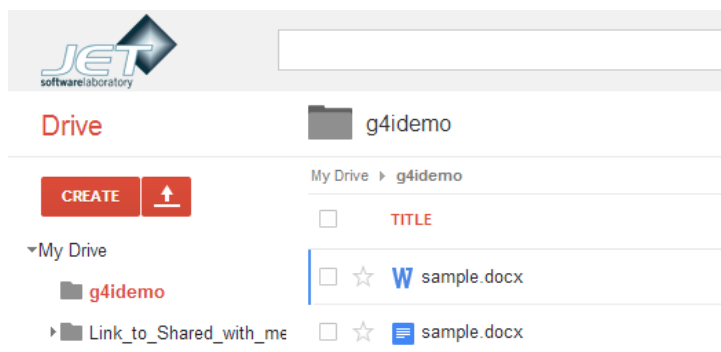 JET
softwarelaboratory
Drive
g4idemo
My Drive g4idemo
CREATE
TITLE
My Drive
g4idemo
W sample.docx
Link_to_Shared_with_me
sample.docx